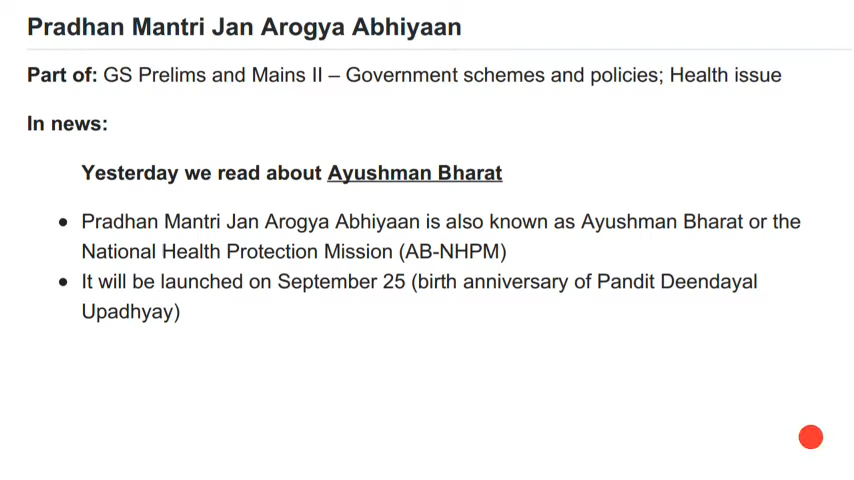 Pradhan Mantri Jan Arogya Abhiyaan
Part of: GS Prelims and Mains II – Government schemes and policies; Health issue
In news:
Yesterday we read about Ayushman Bharat
● Pradhan Mantri Jan Arogya Abhiyaan is also known as Ayushman Bharat or the
National Health Protection Mission (AB-NHPM)
● It will be launched on September 25 (birth anniversary of Pandit Deendayal
Upadhyay)